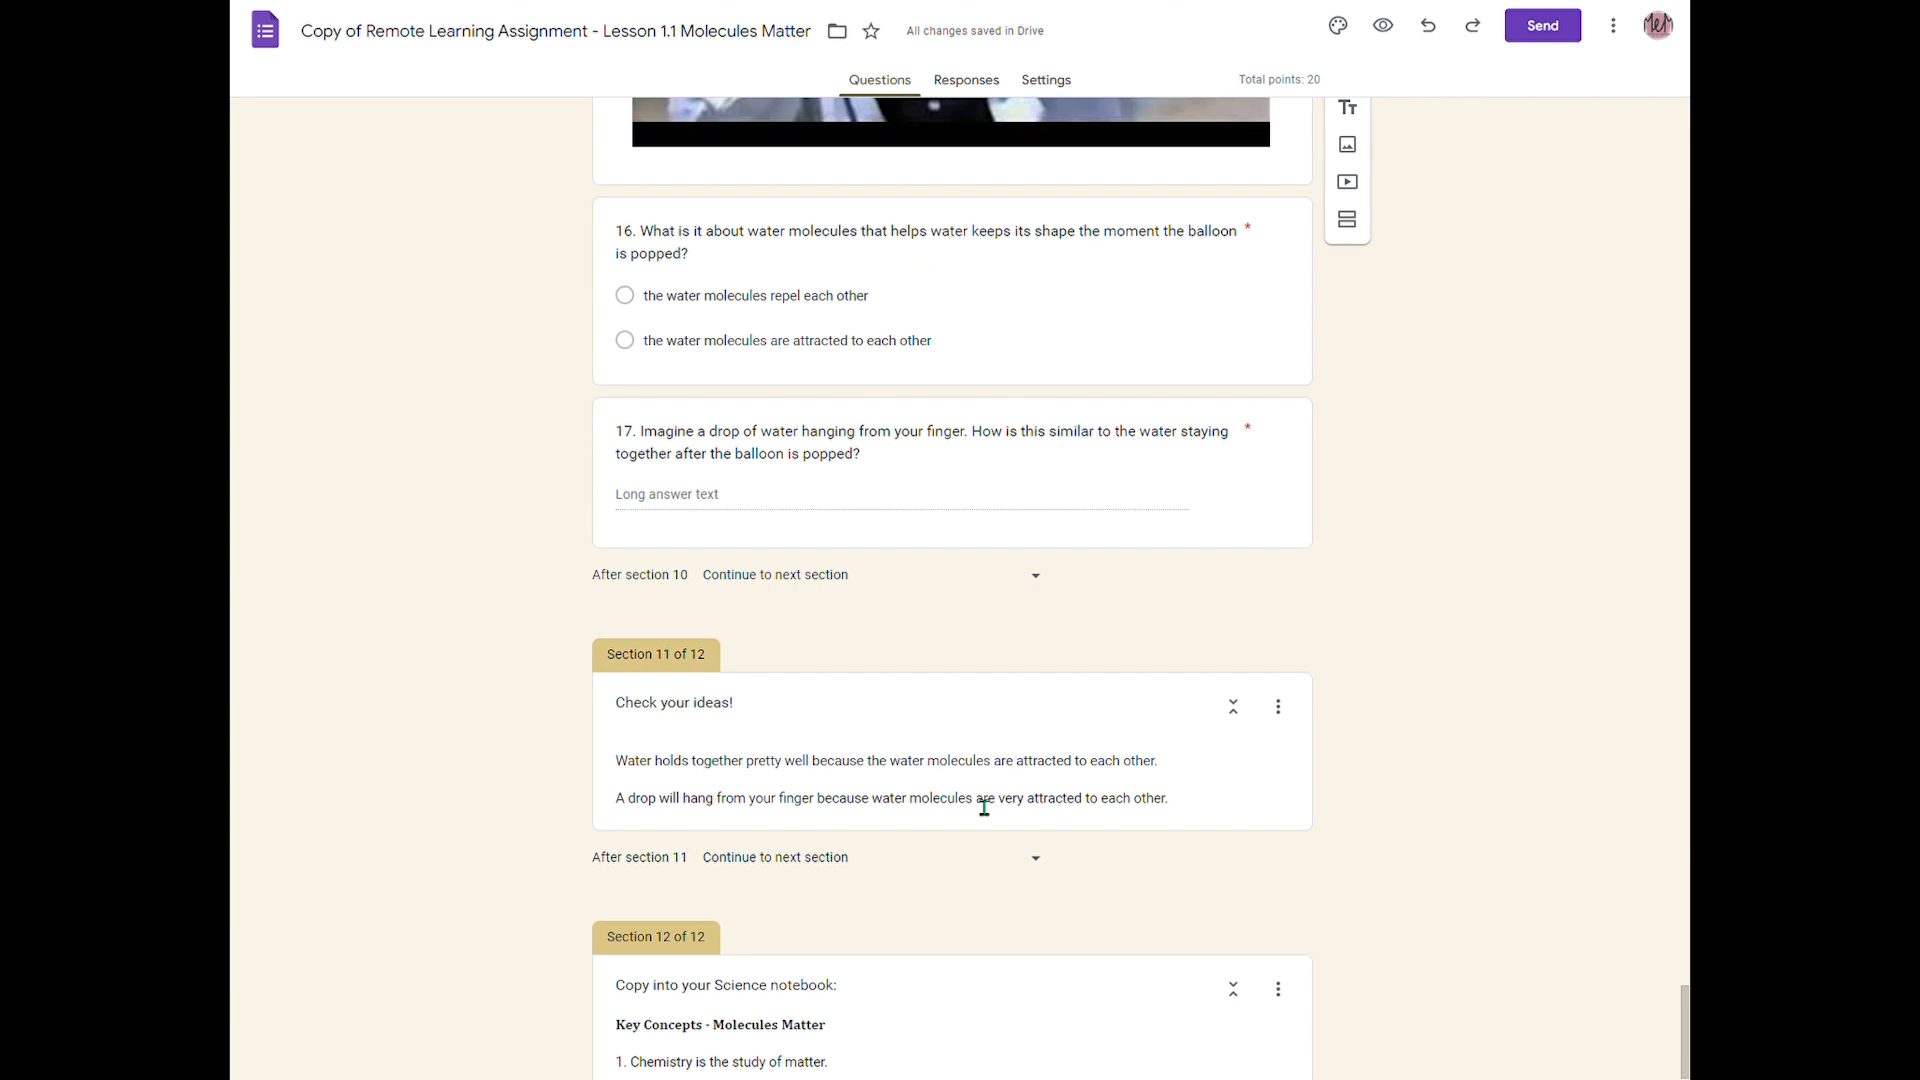 Copy of Remote Learning Assignment - Lesson 1.1 Molecules Matter
All changes saved in Drive
Send
Questions
Responses
Settings
Total points: 20
16. What is it about water molecules that helps water keeps its shape the moment the balloon *
is popped?
the water molecules repel each other
the water molecules are attracted to each other
17. Imagine a drop of water hanging from your finger. How is this similar to the water staying *
together after the balloon is popped?
Long answer text
After section 10 Continue to next section
Section 11 of 12
Check your ideas!
Water holds together pretty well because the water molecules are attracted to each other.
A drop will hang from your finger because water molecules are very attracted to each other.
After section 11 Continue to next section
Section 12 of 12
Copy into your Science notebook:
Key Concepts - Molecules Matter
1. Chemistry is the study of matter.